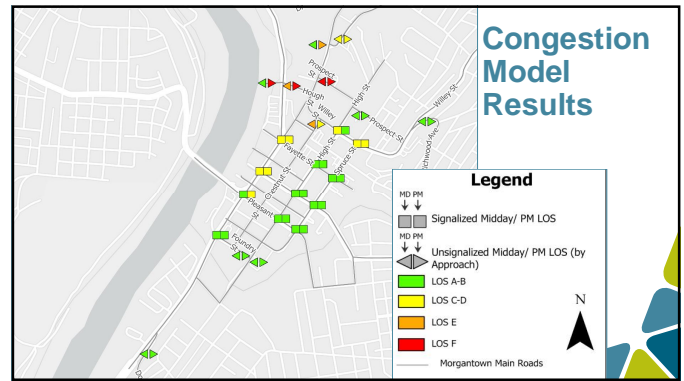 Congestion
Model
Results
Prospect
St
High St
Hough
St
Willey
St
Prospect St
Willey St
Richwood Ave
Fayette St
High St
Spruce St
Chestnut St
Pleasant
St
Foundry
St
Legend
MD PM
Signalized Midday/ PM LOS
MD PM
Unsignalized Midday/ PM LOS (by
Approach)
LOS A-B
LOS C-D
LOS E
LOS F
Morgantown Main Roads
N